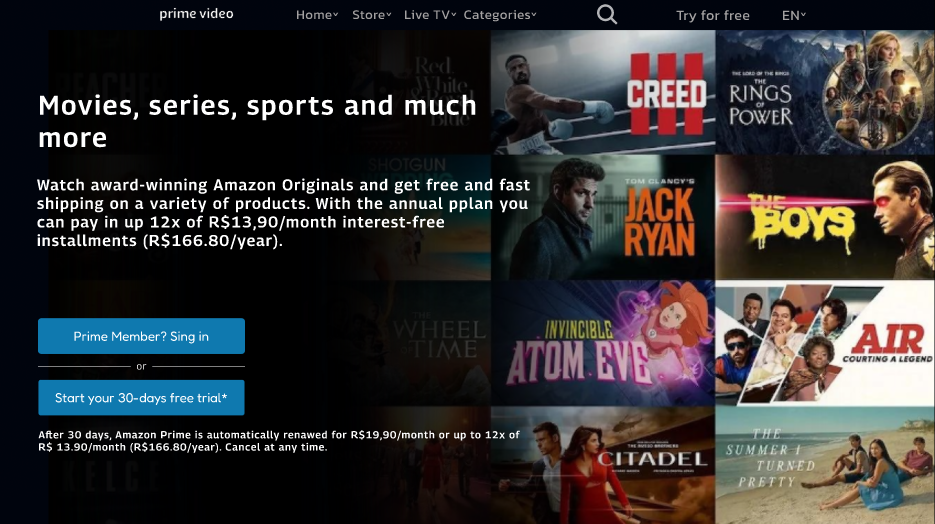 prime video
Home Store Live TV Categories
Try for free EN
Movies, series, sports and much
more
Watch award-winning Amazon Originals and get free and fast
shipping on a variety of products. With the annual pplan you
can pay in up 12x of R$13,90/month interest-free
installments (R$166.80/year).
Prime Member? Sing in
or
Start your 30-days free trial*
After 30 days, Amazon Prime is automatically renawed for R$19,90/month or up to 12x of
R$ 13.90/month (R$166.80/year). Cancel at any time.
REACHER
Red,
White
Blue
CREED
III
THE LORD OF THE RINGS
THE
RINGS
OF
POWER
SHOTGUN
TOM CLANCY'S
JACK
RYAN
THE
BOYS
THE
WHEEL
OF TIME
INVINCIBLE
ATOM EVE
AIR
COURTING A LEGEND
CITADEL
THE
SUMMER I
TURNED
PRETTY